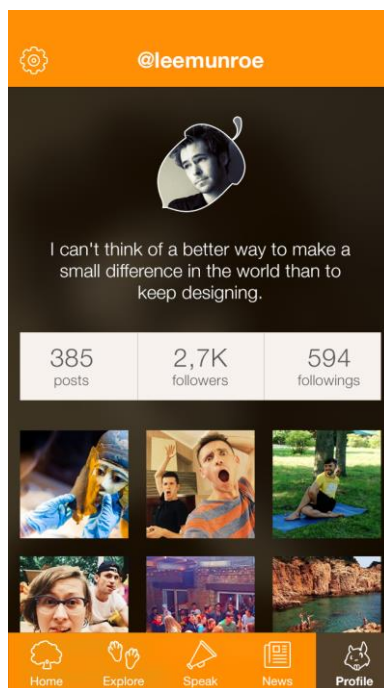 @leemunroe
I can't think of a better way to make a
small difference in the world than to
keep designing.
385 2,7K 594
posts followers followings
Home Explore Speak News Profile